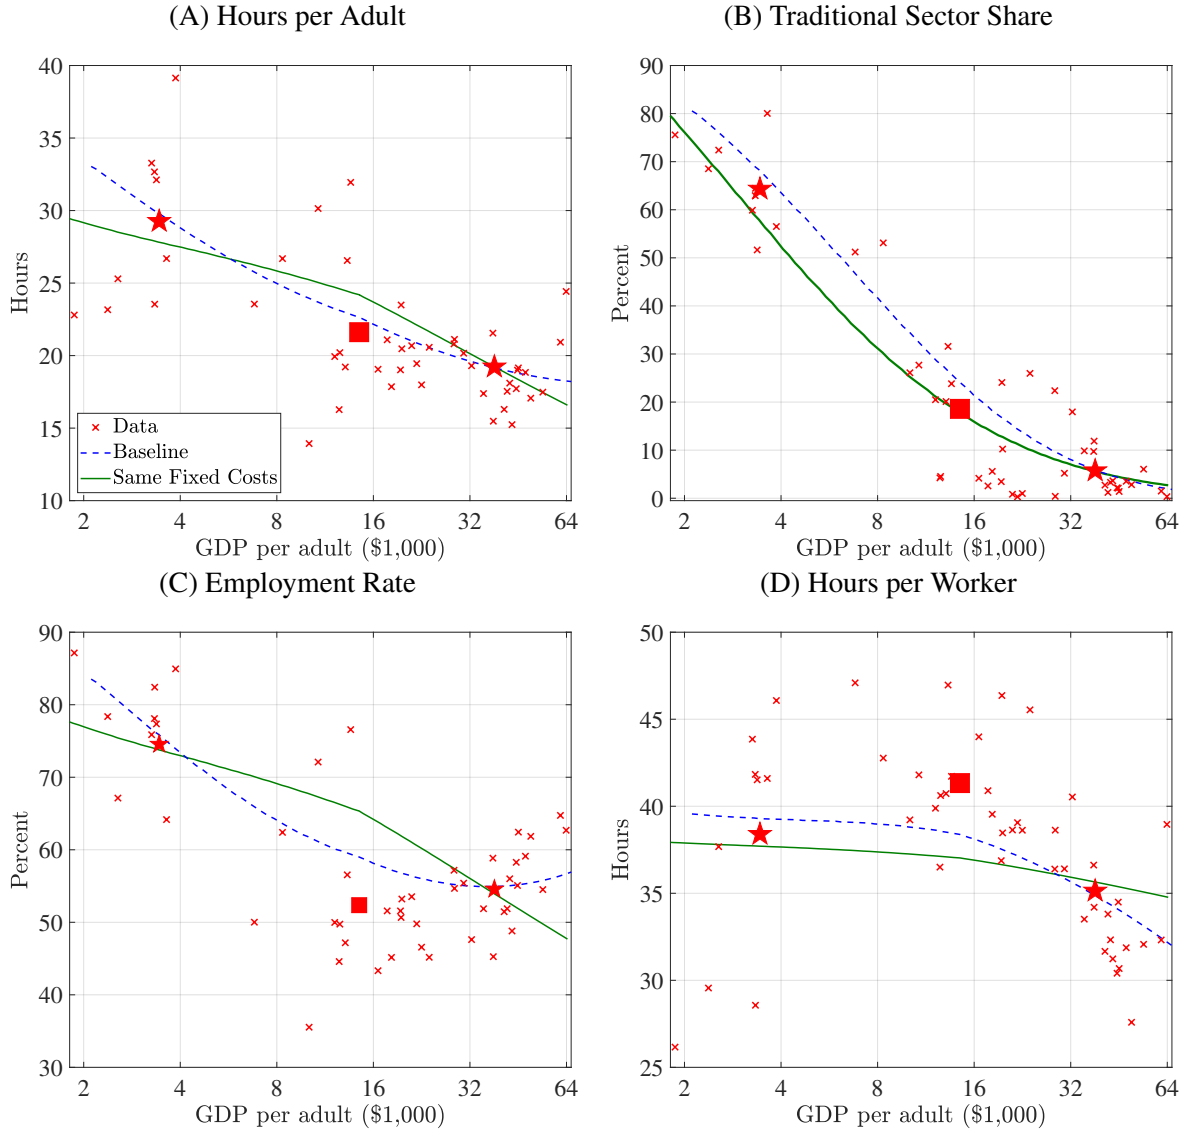 (A) Hours per Adult
40
35
30
25
20
15
10
Hours
Data
Baseline
Same Fixed Costs
2 4 16 32 64
GDP per adult ($1,000)
(B) Traditional Sector Share
90
80
70
60
50
40
30
20
10
0
Percent
2 4 8 16 32 64
GDP per adult ($1,000)
(C) Employment Rate
90
80
70
60
50
40
30
Percent
2 4 8 16 32 64
GDP per adult ($1,000)
(D) Hours per Worker
50
45
40
35
30
25
Hours
2 4 8 16 32 64
GDP per adult ($1,000)